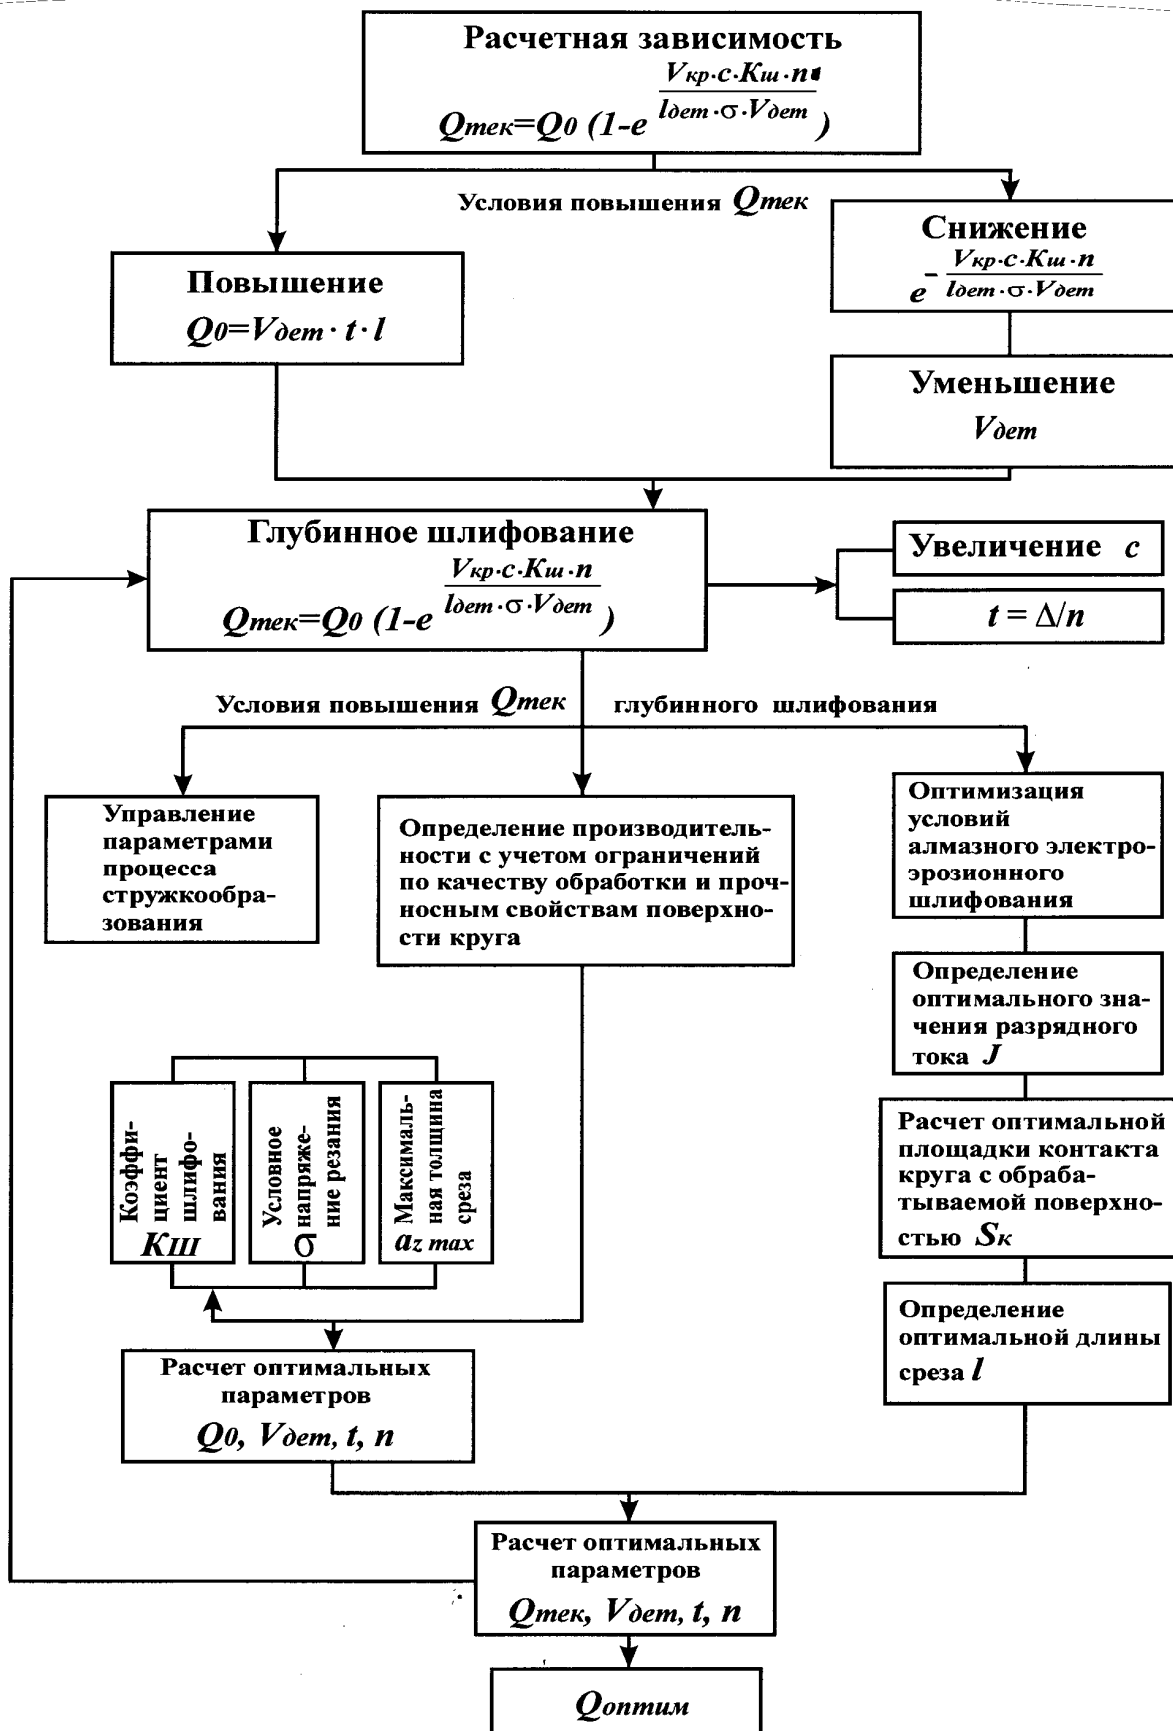 Расчетная зависимость
Qтек=Q0 (1-e Vкр·c·Kш·n / lдет·σ·Vдет )
Условия повышения Qтек
Повышение
Q0=Vдет · t · l
Снижение
e - Vкр·c·Kш·n / lдет·σ·Vдет
Уменьшение
Vдет
Глубинное шлифование
Qтек=Q0 (1-e Vкр·c·Kш·n / lдет·σ·Vдет )
Увеличение c
t = Δ/n
Условия повышения Qтек глубинного шлифования
Управление
параметрами
процесса
стружкообра-
зования
Определение производитель-
ности с учетом ограничений
по качеству обработки и проч-
носным свойствам поверхно-
сти круга
Оптимизация
условий
алмазного электро-
эрозионного
шлифования
Определение
оптимального зна-
чения разрядного
тока J
Расчет оптимальной
площадки контакта
круга с обраба-
тываемой поверхно-
стью Sк
Определение
оптимальной длины
среза l
Коэффи-
циент
шлифо-
вания
KШ
Условное
напряже-
ние резания
σ
Максималь-
ная толщина
среза
az max
Расчет оптимальных
параметров
Q0, Vдет, t, n
Расчет оптимальных
параметров
Qтек, Vдет, t, n
Qоптим